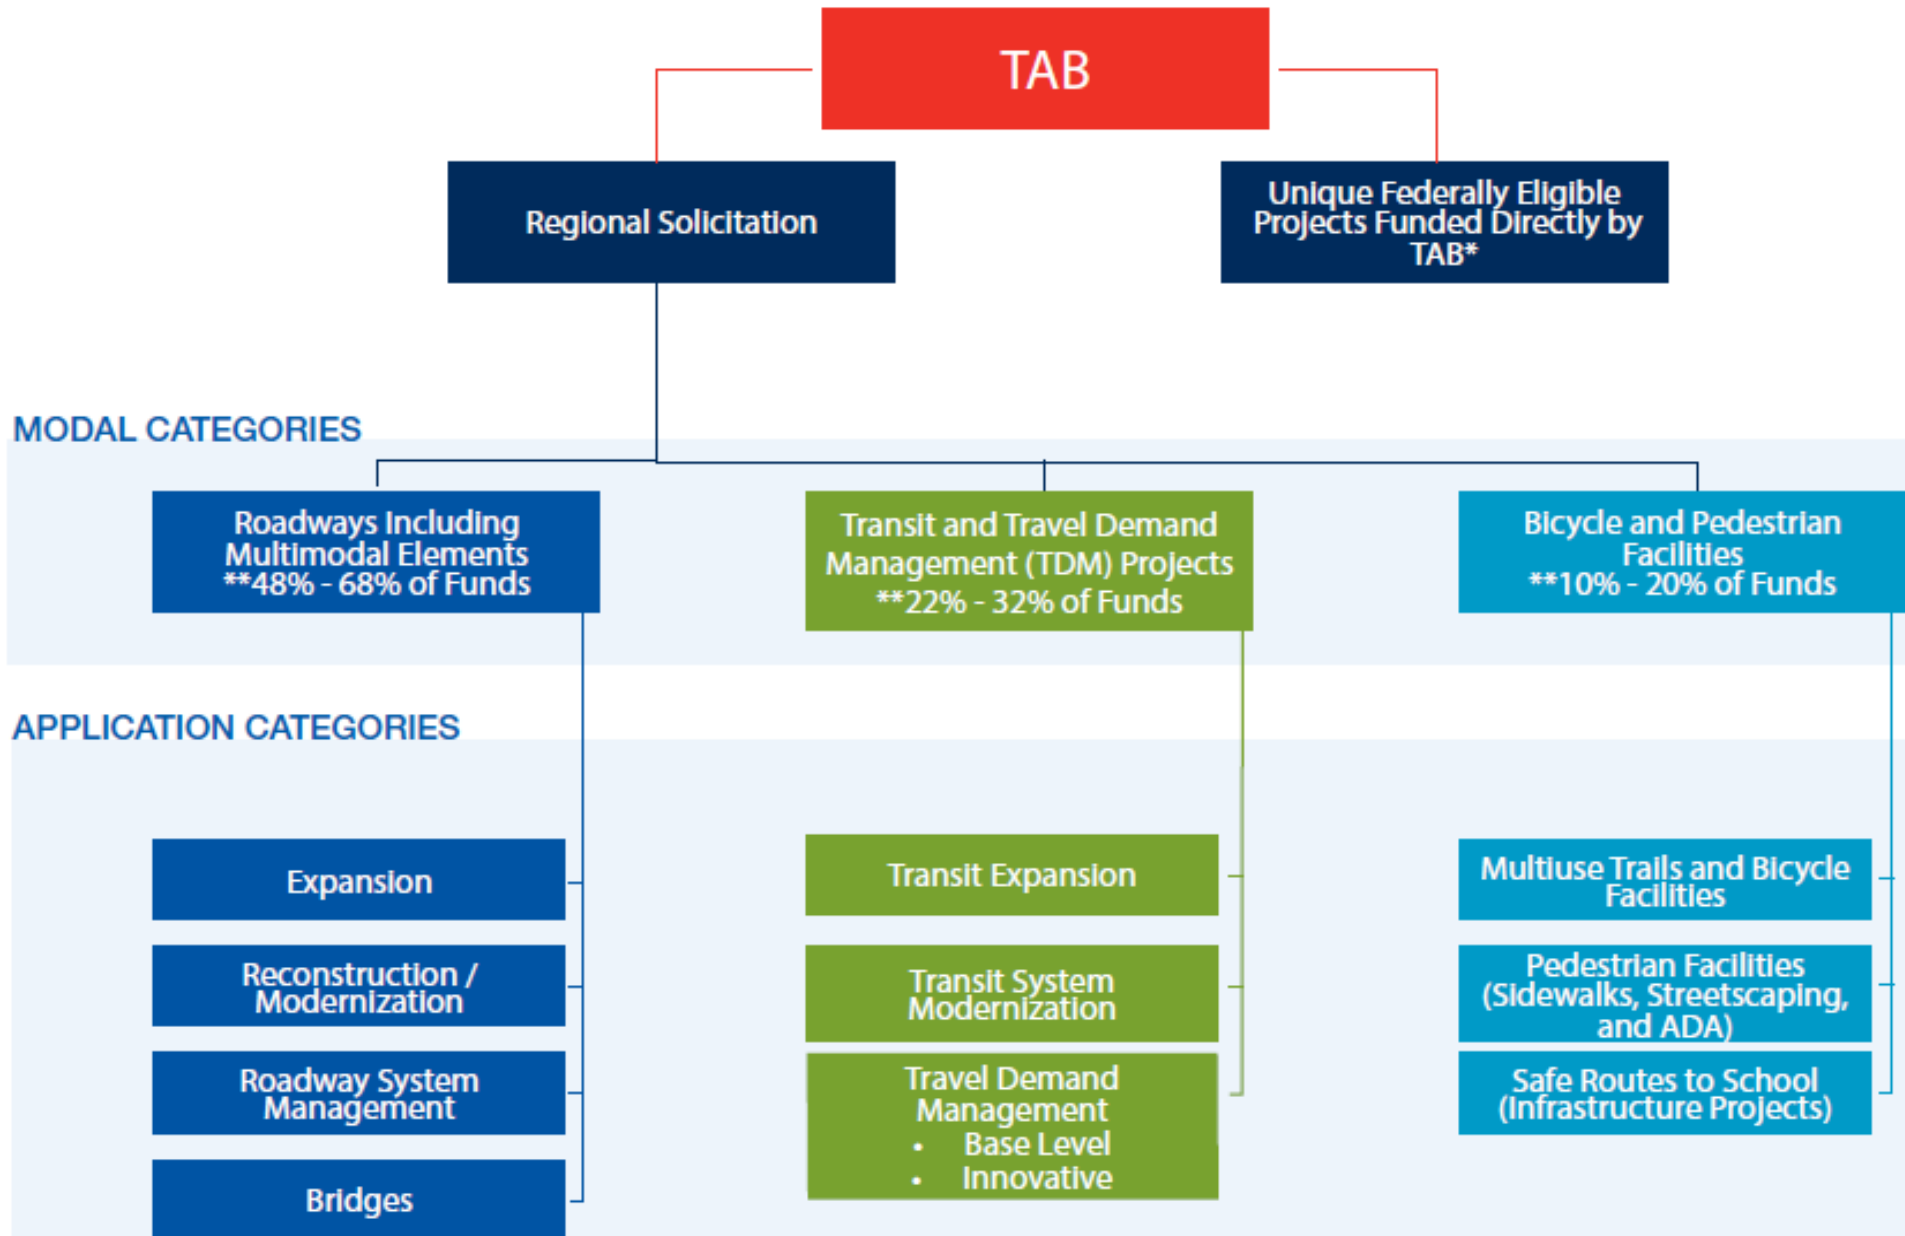 TAB
Regional Solicitation
Unique Federally Eligible
Projects Funded Directly by
TAB*
MODAL CATEGORIES
Roadways Including
Multimodal Elements
**48% - 68% of Funds
Transit and Travel Demand
Management (TDM) Projects
**22% - 32% of Funds
Bicycle and Pedestrian
Facilities
**10% - 20% of Funds
APPLICATION CATEGORIES
Expansion
Reconstruction /
Modernization
Roadway System
Management
Bridges
Transit Expansion
Transit System
Modernization
Travel Demand
Management
• Base Level
• Innovative
Multiuse Trails and Bicycle
Facilities
Pedestrian Facilities
(Sidewalks, Streetscaping,
and ADA)
Safe Routes to School
(Infrastructure Projects)